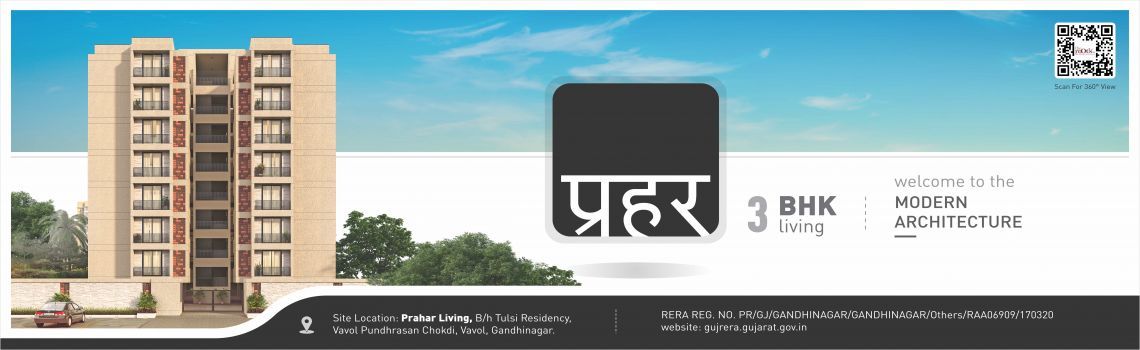 Scan For 360° View
प्रहर
3 BHK
living
welcome to the
MODERN
ARCHITECTURE
Site Location: Prahar Living, B/h Tulsi Residency,
Vavol Pundhrasan Chokdi, Vavol, Gandhinagar.
RERA REG. NO. PR/GJ/GANDHINAGAR/GANDHINAGAR/Others/RAA06909/170320
website: gujrera.gujarat.gov.in